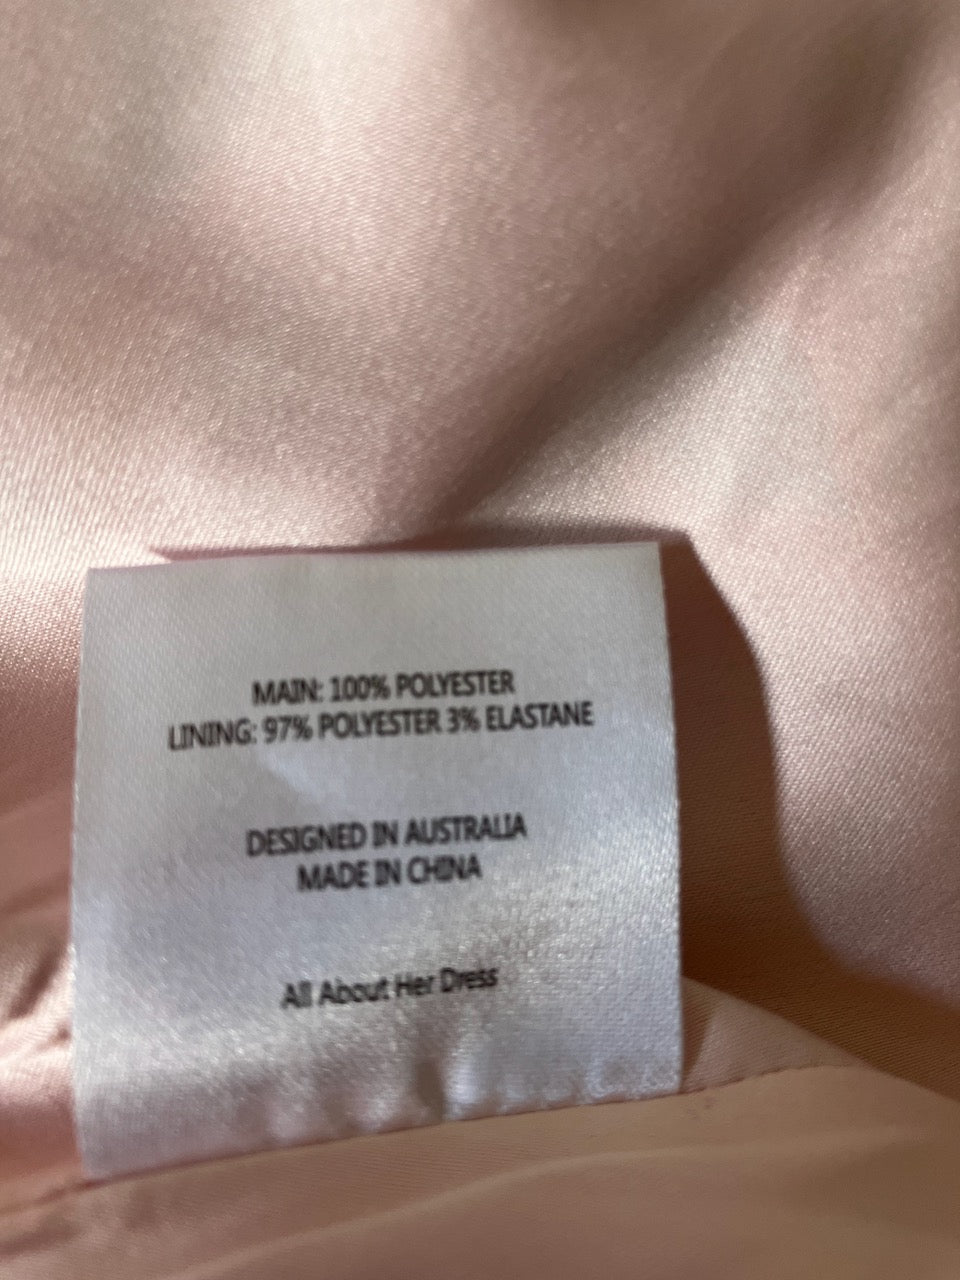 MAIN: 100% POLYESTER
LINING: 97% POLYESTER 3% ELASTANE
DESIGNED IN AUSTRALIA
MADE IN CHINA
All About Her Dress